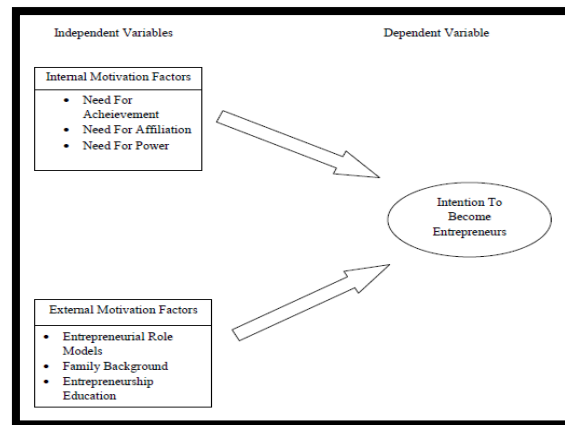 Independent Variables
Dependent Variable
Internal Motivation Factors
• Need For
Acheievement
• Need For Affiliation
• Need For Power
Intention To
Become
Entrepreneurs
External Motivation Factors
• Entrepreneurial Role
Models
• Family Background
• Entrepreneurship
Education